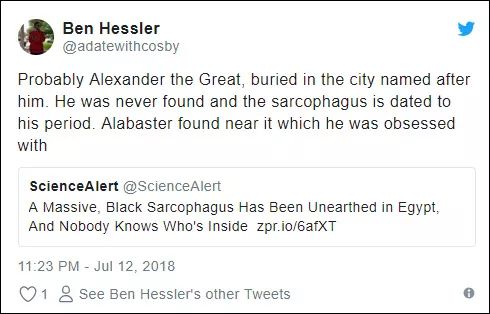 Ben Hessler
@adatewithcosby
Probably Alexander the Great, buried in the city named after
him. He was never found and the sarcophagus is dated to
his period. Alabaster found near it which he was obsessed
with
ScienceAlert @ScienceAlert
A Massive, Black Sarcophagus Has Been Unearthed in Egypt,
And Nobody Knows Who's Inside zpr.io/6afXT
11:23 PM - Jul 12, 2018
1 See Ben Hessler's other Tweets